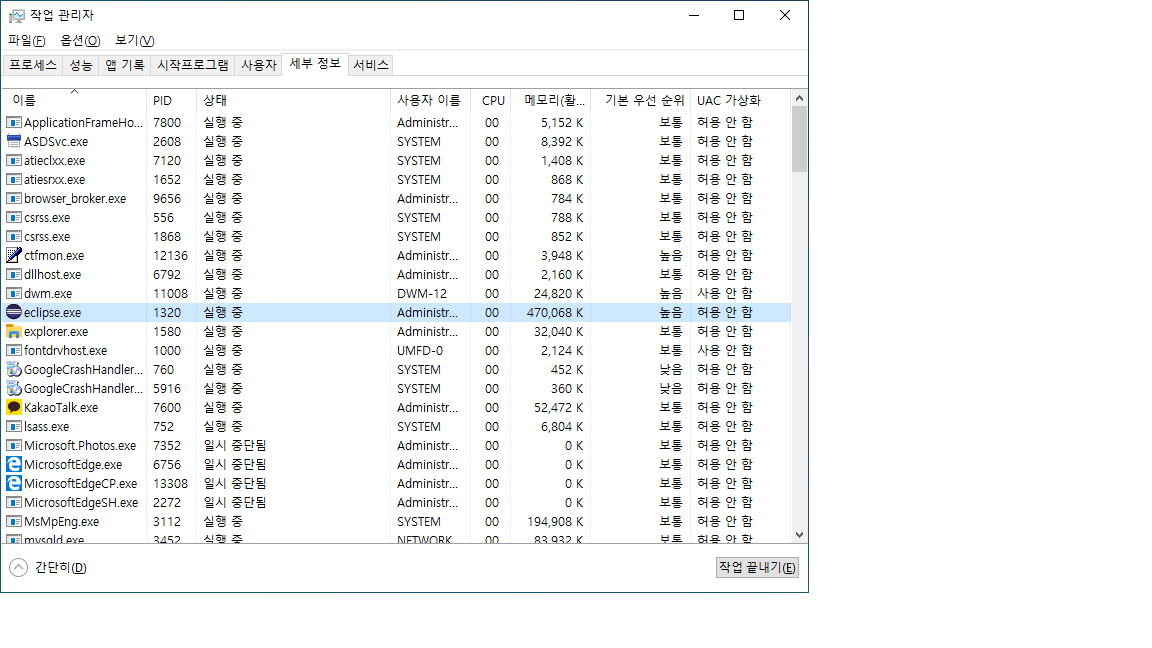 작업 관리자
파일(F) 옵션(O) 보기(V)
프로세스 성능 앱 기록 시작프로그램 사용자 세부 정보 서비스
이름 PID 상태 사용자 이름 CPU 메모리(활... 기본 우선 순위 UAC 가상화
ApplicationFrameHo... 7800 실행 중 Administr... 00 5,152 K 보통 허용 안 함
ASDSvc.exe 2608 실행 중 SYSTEM 00 8,392 K 보통 허용 안 함
atieclxx.exe 7120 실행 중 SYSTEM 00 1,408 K 보통 허용 안 함
atiesrxx.exe 1652 실행 중 SYSTEM 00 868 K 보통 허용 안 함
browser_broker.exe 9656 실행 중 Administr... 00 784 K 보통 허용 안 함
csrss.exe 556 실행 중 SYSTEM 00 788 K 보통 허용 안 함
csrss.exe 1868 실행 중 SYSTEM 00 852 K 보통 허용 안 함
ctfmon.exe 12136 실행 중 Administr... 00 3,948 K 높음 허용 안 함
dllhost.exe 6792 실행 중 Administr... 00 2,160 K 보통 허용 안 함
dwm.exe 11008 실행 중 DWM-12 00 24,820 K 높음 사용 안 함
eclipse.exe 1320 실행 중 Administr... 00 470,068 K 높음 허용 안 함
explorer.exe 1580 실행 중 Administr... 00 32,040 K 보통 허용 안 함
fontdrvhost.exe 1000 실행 중 UMFD-0 00 2,124 K 보통 사용 안 함
GoogleCrashHandler... 760 실행 중 SYSTEM 00 452 K 낮음 허용 안 함
GoogleCrashHandler... 5916 실행 중 SYSTEM 00 360 K 낮음 허용 안 함
KakaoTalk.exe 7600 실행 중 Administr... 00 52,472 K 보통 허용 안 함
lsass.exe 752 실행 중 SYSTEM 00 6,804 K 보통 허용 안 함
Microsoft.Photos.exe 7352 일시 중단됨 Administr... 00 0 K 보통 허용 안 함
MicrosoftEdge.exe 6756 일시 중단됨 Administr... 00 0 K 보통 허용 안 함
MicrosoftEdgeCP.exe 13308 일시 중단됨 Administr... 00 0 K 보통 허용 안 함
MicrosoftEdgeSH.exe 2272 일시 중단됨 Administr... 00 0 K 보통 허용 안 함
MsMpEng.exe 3112 실행 중 SYSTEM 00 194,908 K 보통 허용 안 함
mysqld.exe 3452 실행 중 NETWORK 00 83,932 K 보통 허용 안 함
간단히(D) 작업 끝내기(E)